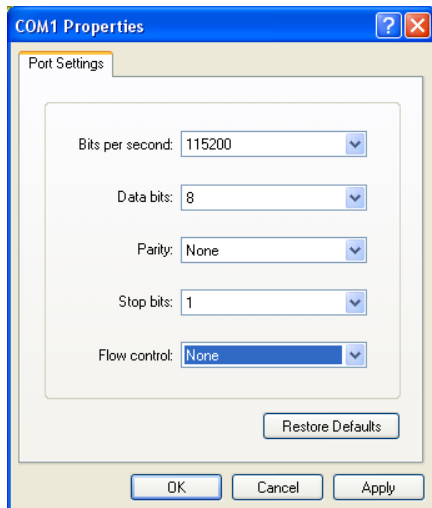 COM1 Properties
Port Settings
Bits per second: 115200
Data bits: 8
Parity: None
Stop bits: 1
Flow control: None
Restore Defaults
OK Cancel Apply